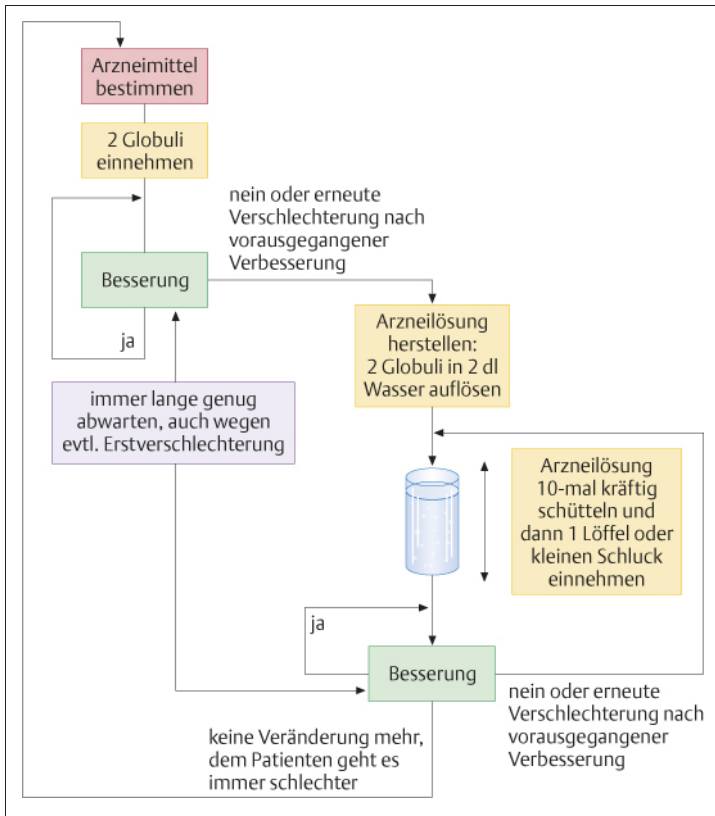 Arzneimittel
bestimmen
2 Globuli
einnehmen
nein oder erneute
Verschlechterung nach
vorausgegangener
Verbesserung
Besserung
ja
Arzneilösung
herstellen:
2 Globuli in 2 dl
Wasser auflösen
immer lange genug
abwarten, auch wegen
evtl. Erstverschlechterung
Arzneilösung
10-mal kräftig
schütteln und
dann 1 Löffel oder
kleinen Schluck
einnehmen
ja
Besserung
nein oder erneute
Verschlechterung nach
vorausgegangener
Verbesserung
keine Veränderung mehr,
dem Patienten geht es
immer schlechter